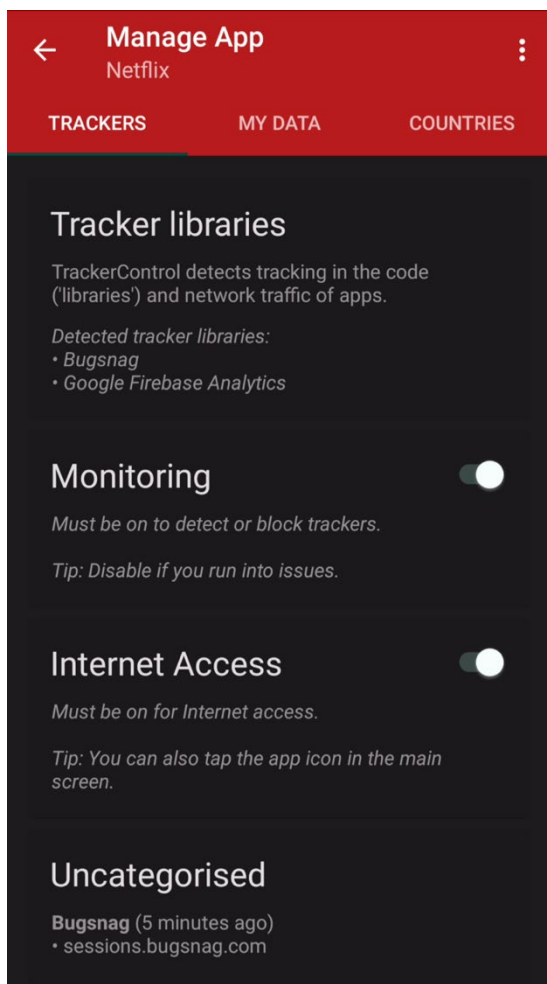 Manage App
Netflix
TRACKERS MY DATA COUNTRIES
Tracker libraries
TrackerControl detects tracking in the code
('libraries') and network traffic of apps.
Detected tracker libraries:
• Bugsnag
• Google Firebase Analytics
Monitoring
Must be on to detect or block trackers.
Tip: Disable if you run into issues.
Internet Access
Must be on for Internet access.
Tip: You can also tap the app icon in the main
screen.
Uncategorised
Bugsnag (5 minutes ago)
• sessions.bugsnag.com